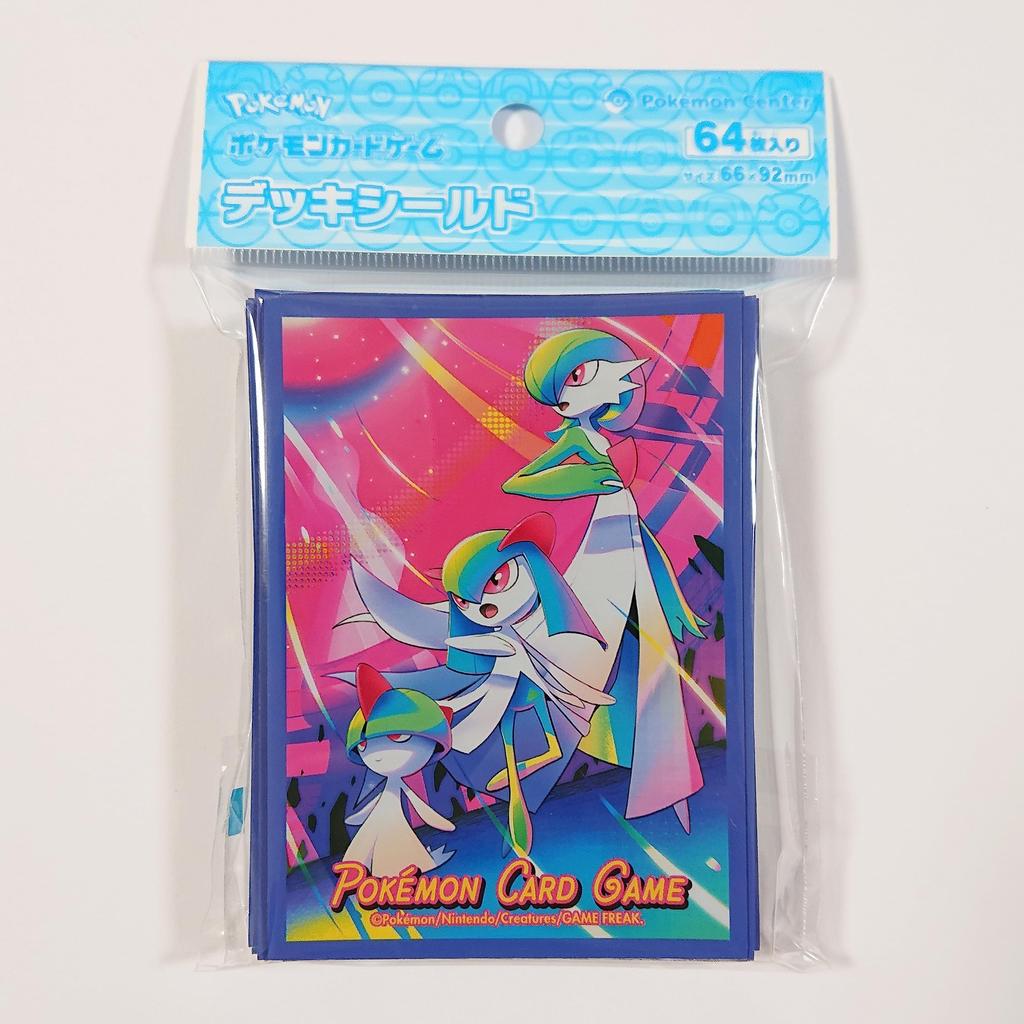 POKÉMON
ポケモンカードゲーム
デッキシールド
Pokémon Center
64枚入り
サイズ 66×92mm
POKÉMON CARD GAME
©Pokémon/Nintendo/Creatures/GAME FREAK.